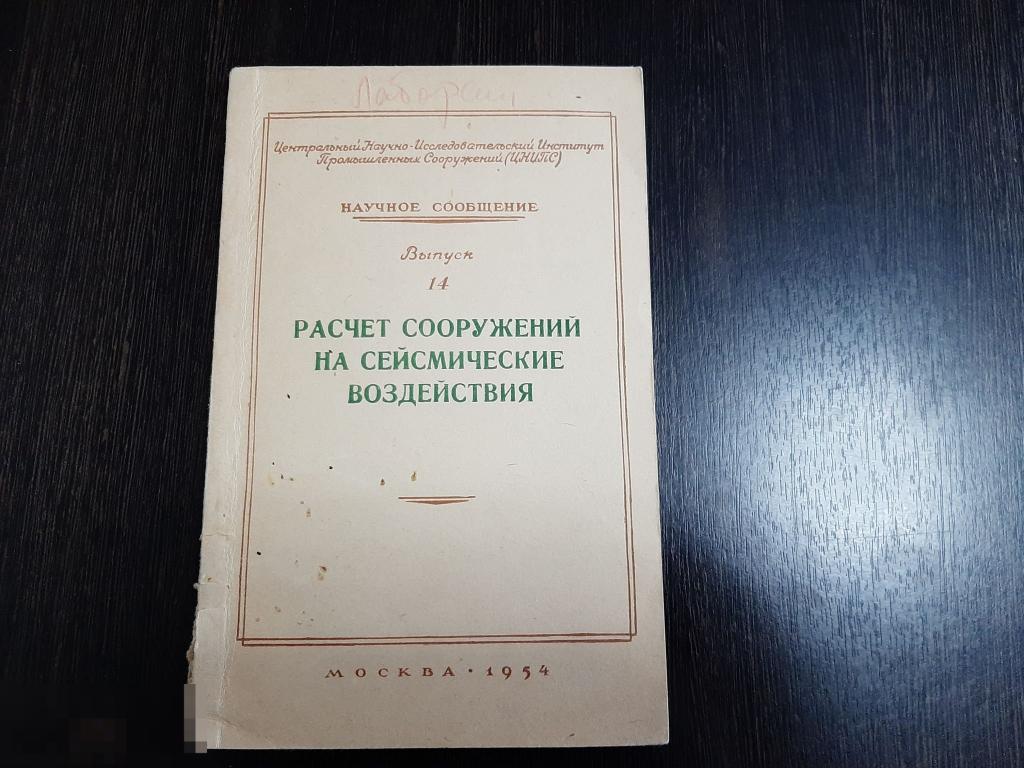 Центральный Научно-Исследовательский Институт
Промышленных Сооружений (ЦНИПС)
НАУЧНОЕ СООБЩЕНИЕ
Выпуск
14
РАСЧЕТ СООРУЖЕНИЙ
НА СЕЙСМИЧЕСКИЕ
ВОЗДЕЙСТВИЯ
МОСКВА · 1954